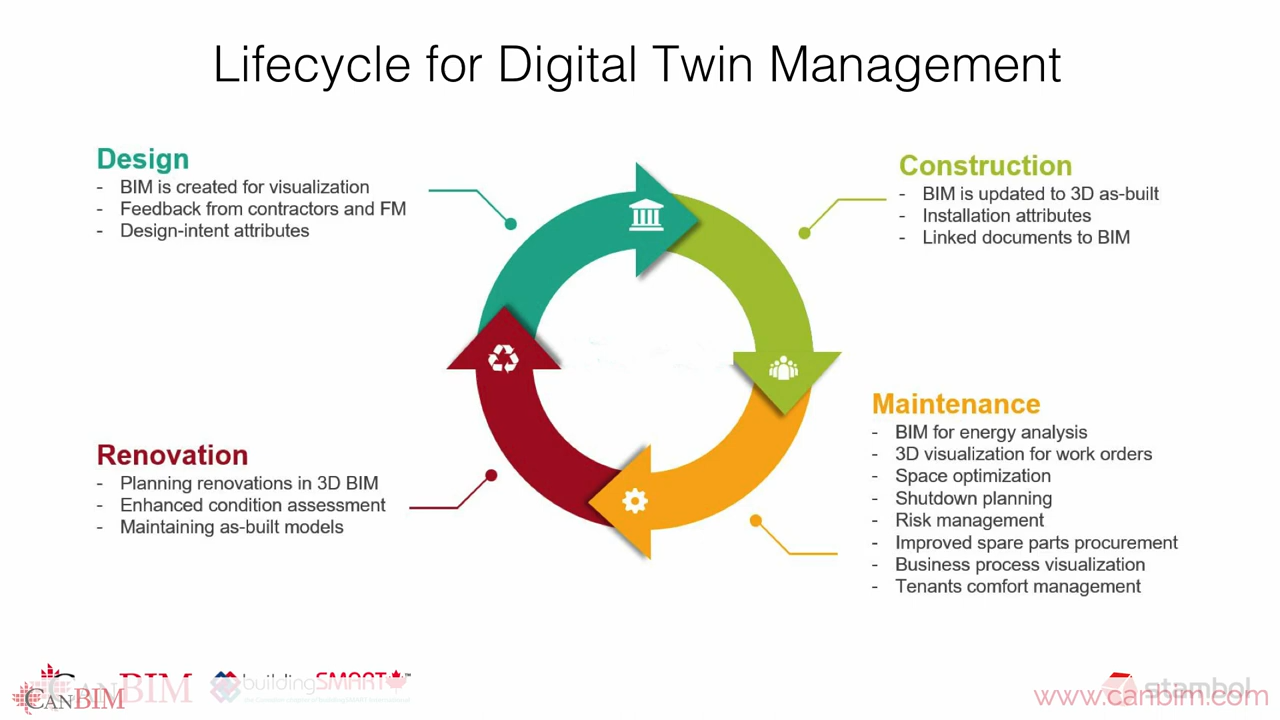 Lifecycle for Digital Twin Management
Design
- BIM is created for visualization
- Feedback from contractors and FM
- Design-intent attributes
Construction
- BIM is updated to 3D as-built
- Installation attributes
- Linked documents to BIM
Maintenance
- BIM for energy analysis
- 3D visualization for work orders
- Space optimization
- Shutdown planning
- Risk management
- Improved spare parts procurement
- Business process visualization
- Tenants comfort management
Renovation
- Planning renovations in 3D BIM
- Enhanced condition assessment
- Maintaining as-built models
CANBIM
buildingSMART™
stambol
CANBIM
www.canbim.com